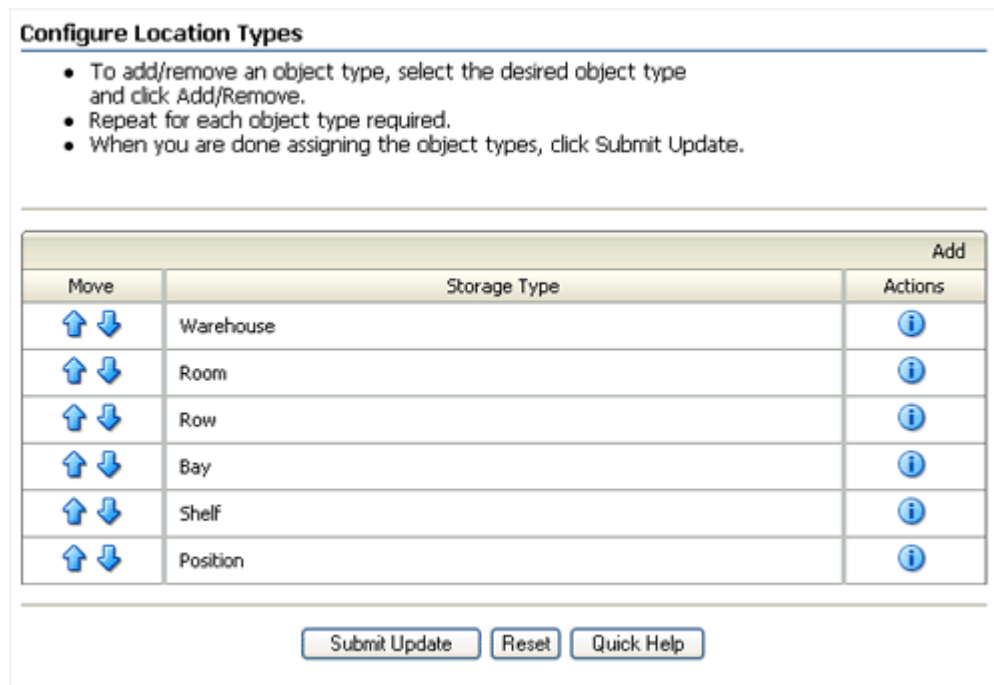 Configure Location Types
• To add/remove an object type, select the desired object type
and click Add/Remove.
• Repeat for each object type required.
• When you are done assigning the object types, click Submit Update.
Add
Move Storage Type Actions
Warehouse
Room
Row
Bay
Shelf
Position
Submit Update Reset Quick Help